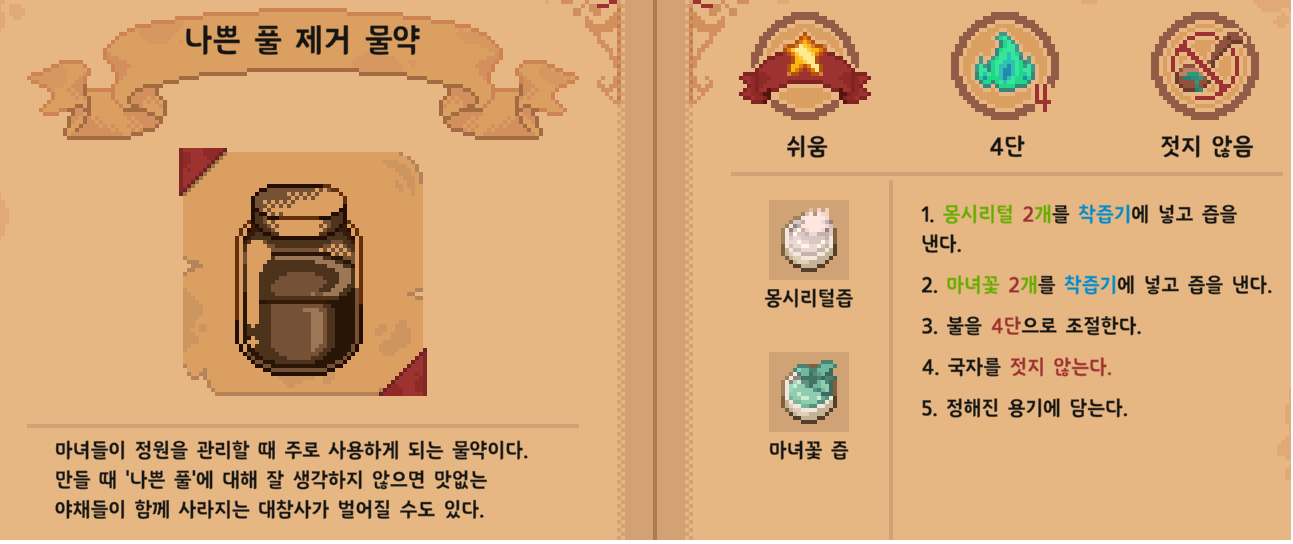 나쁜 풀 제거 물약
마녀들이 정원을 관리할 때 주로 사용하게 되는 물약이다.
만들 때 '나쁜 풀'에 대해 잘 생각하지 않으면 맛없는
야채들이 함께 사라지는 대참사가 벌어질 수도 있다.
4
쉬움
4단
젓지 않음
몽시리털즙
마녀꽃 즙
1. 몽시리털 2개를 착즙기에 넣고 즙을
낸다.
2. 마녀꽃 2개를 착즙기에 넣고 즙을 낸다.
3. 불을 4단으로 조절한다.
4. 국자를 젓지 않는다.
5. 정해진 용기에 담는다.